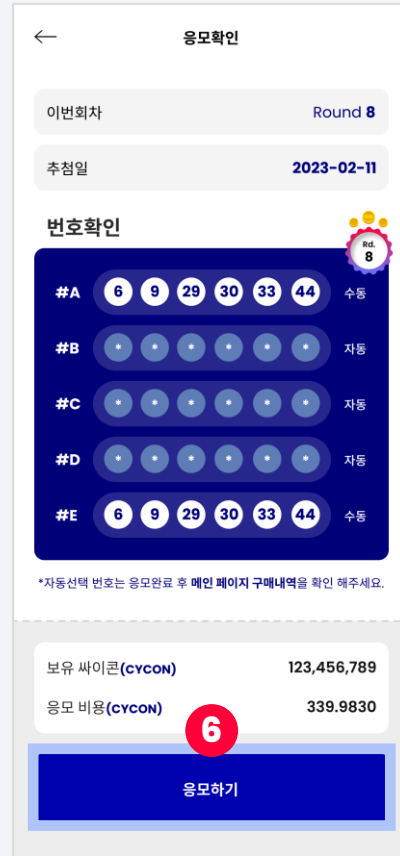 응모확인
이번회차 Round 8
추첨일 2023-02-11
번호확인
Rd.
8
#A 6 9 29 30 33 44 수동
#B * * * * * * 자동
#C * * * * * * 자동
#D * * * * * * 자동
#E 6 9 29 30 33 44 수동
*자동선택 번호는 응모완료 후 메인 페이지 구매내역을 확인 해주세요.
보유 싸이콘(CYCON) 123,456,789
응모 비용(CYCON) 339.9830
6
응모하기